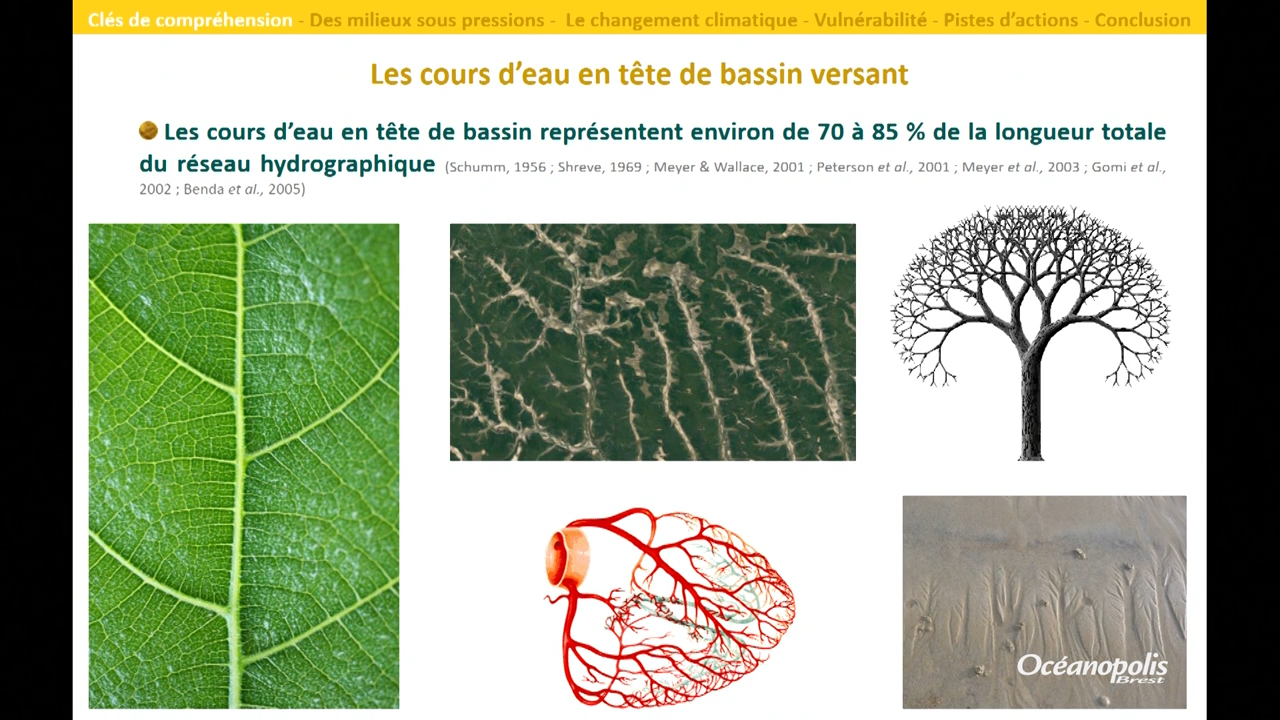 Clés de compréhension - Des milieux sous pressions - Le changement climatique - Vulnérabilité - Pistes d'actions - Conclusion
Les cours d'eau en tête de bassin versant
Les cours d'eau en tête de bassin représentent environ de 70 à 85 % de la longueur totale
du réseau hydrographique (Schumm, 1956 ; Shreve, 1969 ; Meyer & Wallace, 2001 ; Peterson et al., 2001 ; Meyer et al., 2003 ; Gomi et al.,
2002 ; Benda et al., 2005)
Océanopolis
Brest